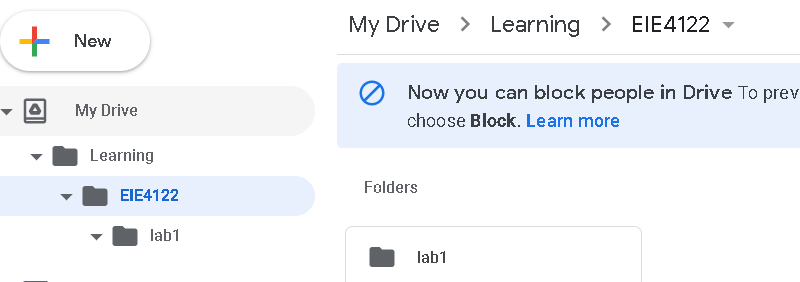 New
My Drive
Learning
EIE4122
lab1
My Drive > Learning > EIE4122
Now you can block people in Drive To prev
choose Block. Learn more
Folders
lab1